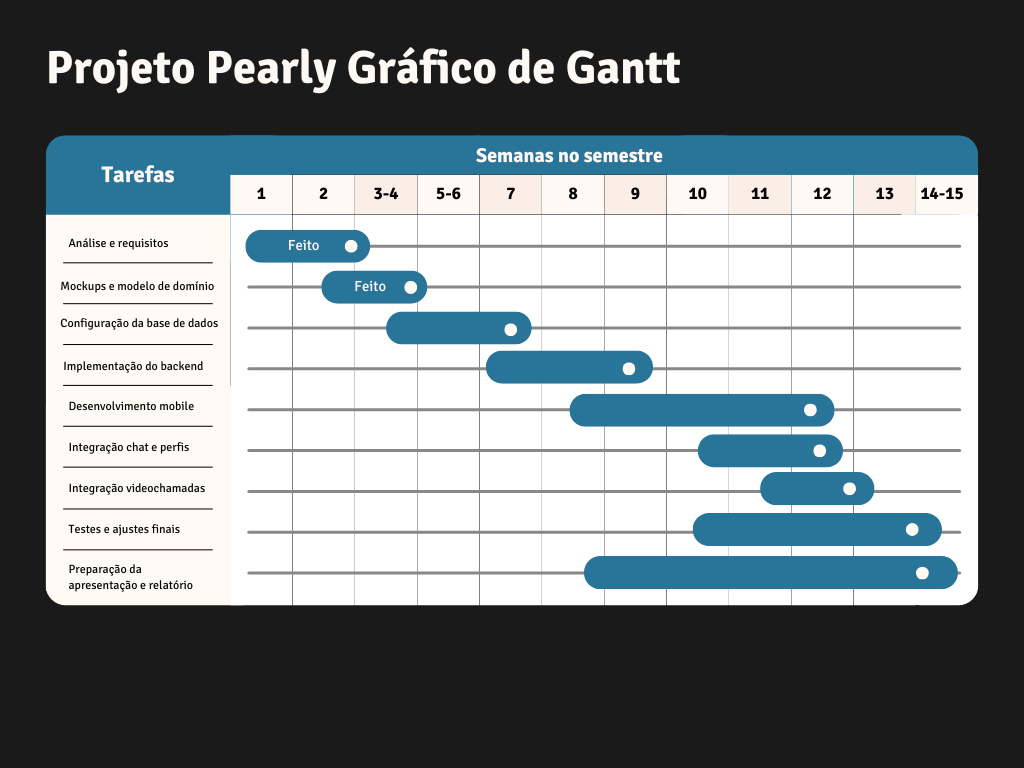 Projeto Pearly Gráfico de Gantt
Tarefas
Semanas no semestre
1 2 3-4 5-6 7 8 9 10 11 12 13 14-15
Análise e requisitos
Feito
Mockups e modelo de domínio
Feito
Configuração da base de dados
Implementação do backend
Desenvolvimento mobile
Integração chat e perfis
Integração videochamadas
Testes e ajustes finais
Preparação da
apresentação e relatório